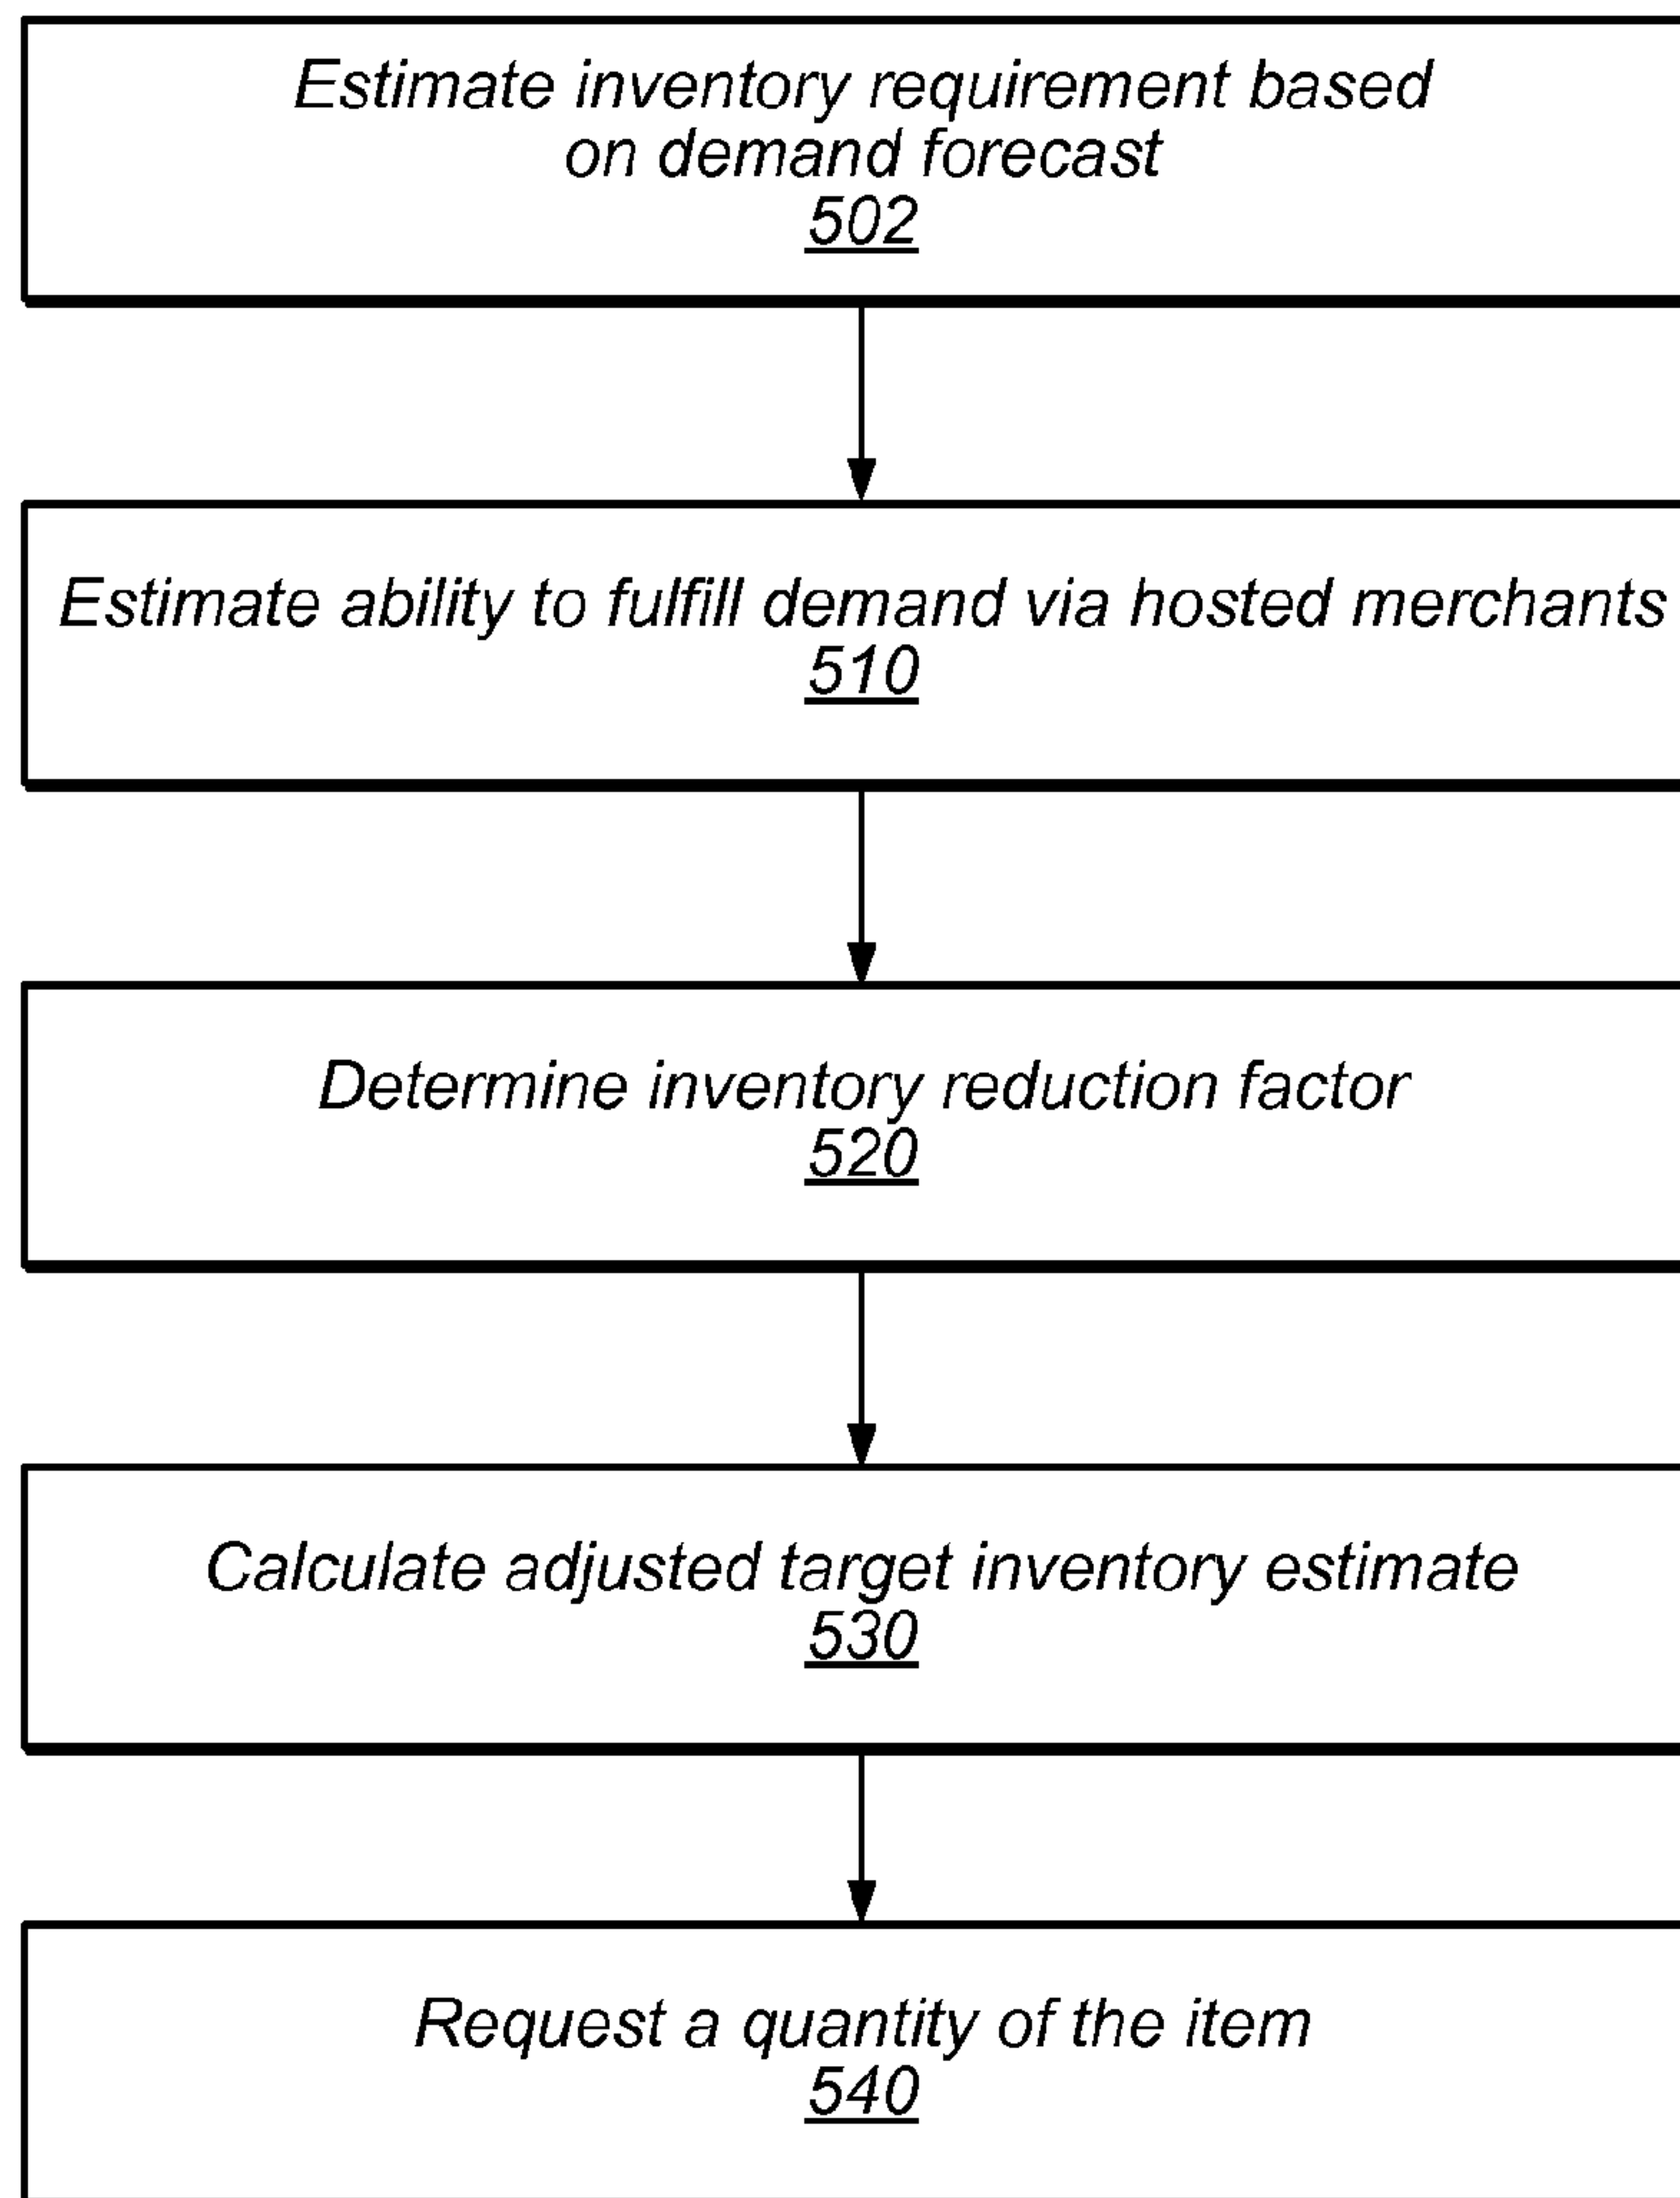 Estimate inventory requirement based
on demand forecast
502
Estimate ability to fulfill demand via hosted merchants
510
Determine inventory reduction factor
520
Calculate adjusted target inventory estimate
530
Request a quantity of the item
540